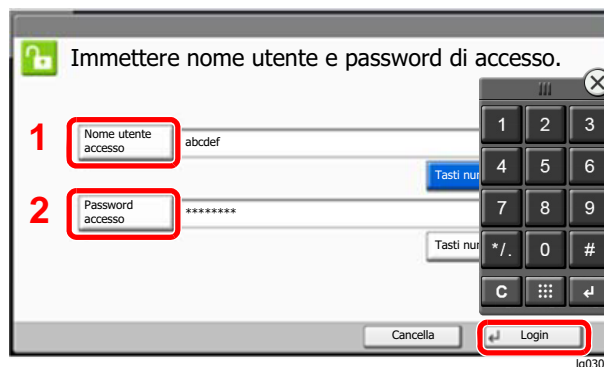 Immettere nome utente e password di accesso.
1
Nome utente
accesso
abcdef
Tasti nu
2
Password
accesso
********
Tasti nu
1 2 3
4 5 6
7 8 9
*/. 0 #
C
Cancella
Login
lg030